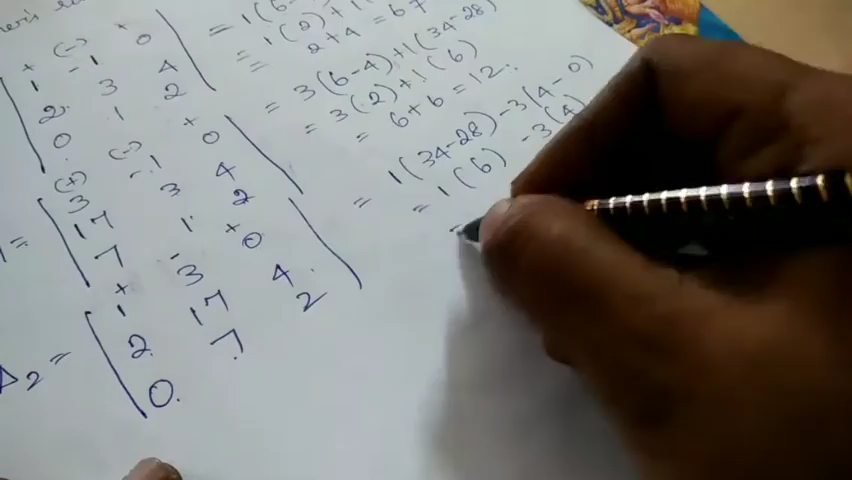 + (-) + = 1(6-
1 -1 0 = 1(2)+1(
2 3 4 = 2+4=6
0 1 2 = 3(6-4)+1(34-28)
(+) (-) + = 3(2)+1(6)
3 -1 0 = 6+6=12.
17 3 4 = 1(34-28)-3(4-0)
7 1 2 = 1(6) -3(4)
+ - +
1 3 0
Δ2 = 2 17 4
0 7 2